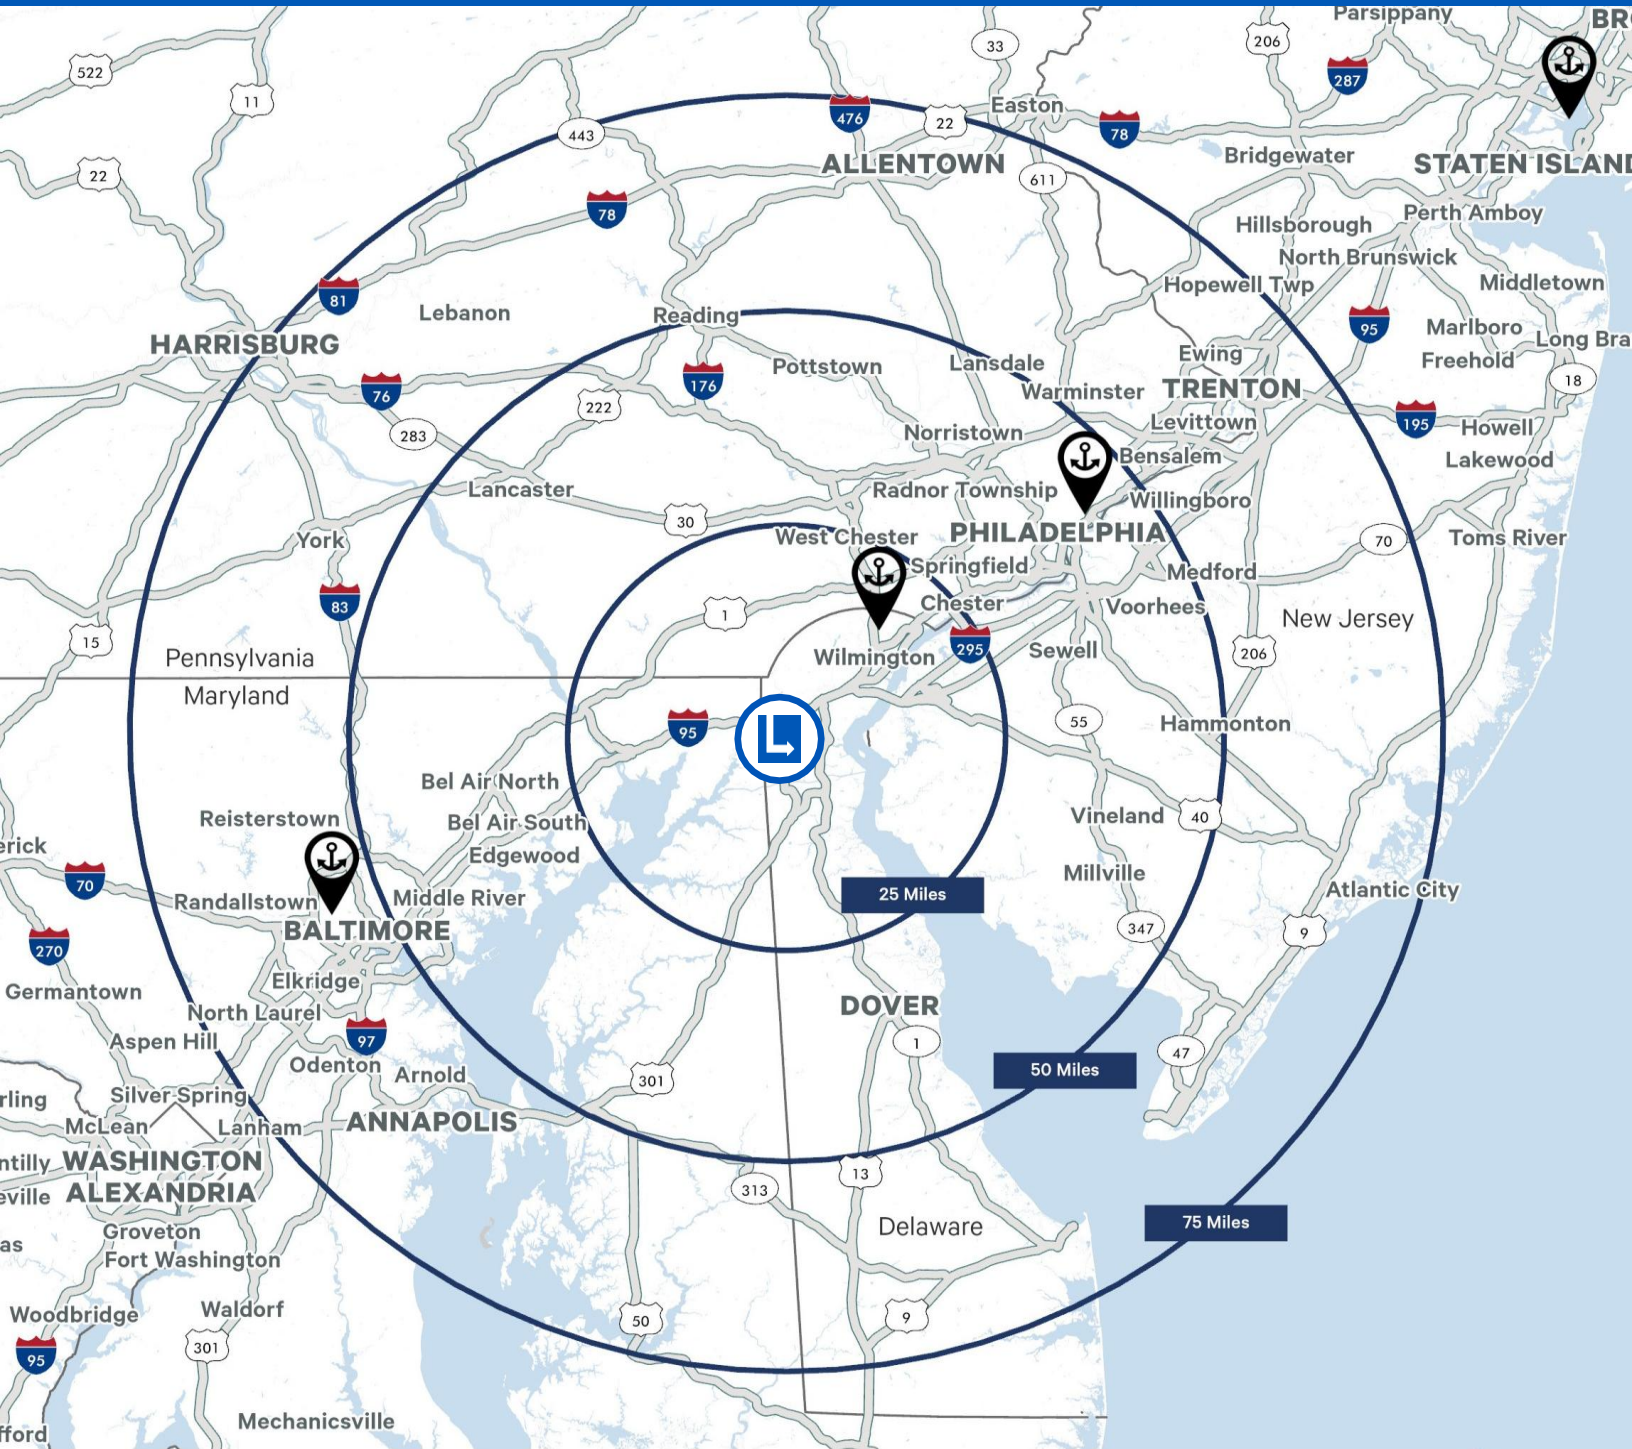 Parsippany
BRO
33
206
522
287
11
Easton
476
22
78
443
Bridgewater
ALLENTOWN
STATEN ISLAND
22
611
78
Perth Amboy
Hillsborough
North Brunswick
Hopewell Twp
Middletown
81
Lebanon
Reading
95
Marlboro
Long Bra
HARRISBURG
Ewing
Freehold
Pottstown
Lansdale
176
18
76
Warminster
TRENTON
222
Levittown
195
Howell
283
Norristown
Bensalem
Lakewood
Lancaster
Radnor Township
Willingboro
30
PHILADELPHIA
York
West Chester
70
Toms River
Springfield
Medford
83
Chester
Voorhees
1
New Jersey
15
295
Sewell
206
Pennsylvania
Wilmington
Maryland
55
Hammonton
95
L
Bel Air North
Reisterstown
Bel Air South
Vineland
40
erick
Edgewood
Millville
70
Atlantic City
Randallstown
Middle River
25 Miles
347
9
BALTIMORE
270
Elkridge
Germantown
DOVER
North Laurel
Aspen Hill
97
1
47
Odenton
Arnold
50 Miles
301
rling
Silver Spring
McLean
Lanham
ANNAPOLIS
ntilly
WASHINGTON
13
eville
ALEXANDRIA
313
75 Miles
Groveton
Delaware
as
Fort Washington
Woodbridge
Waldorf
50
9
95
301
Mechanicsville
fford